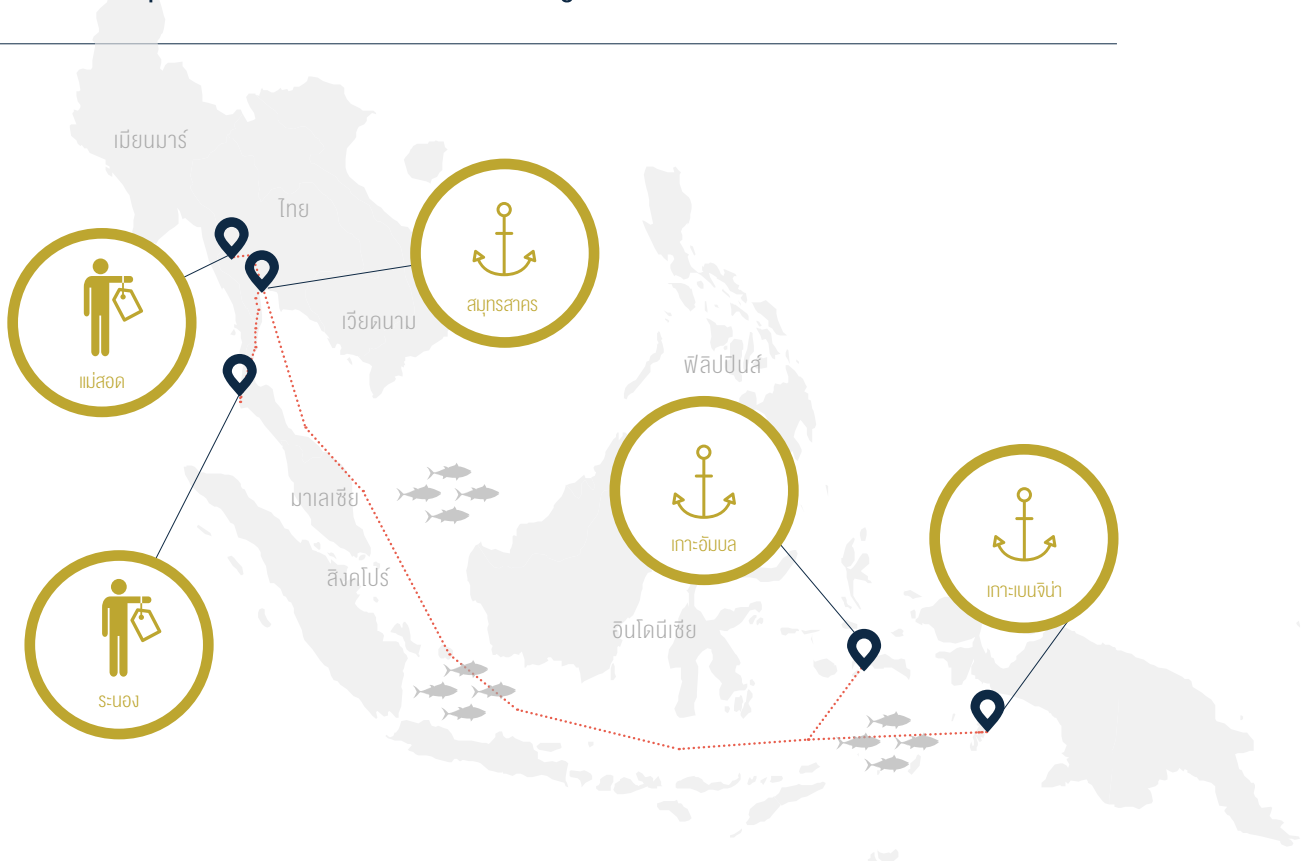 เมียนมาร์
ไทย
สมุทรสาคร
เวียดนาม
แม่สอด
ฟิลิปปินส์
มาเลเซีย
เกาะอัมบล
สิงคโปร์
เกาะเบนจิน่า
อินโดนีเซีย
ระนอง